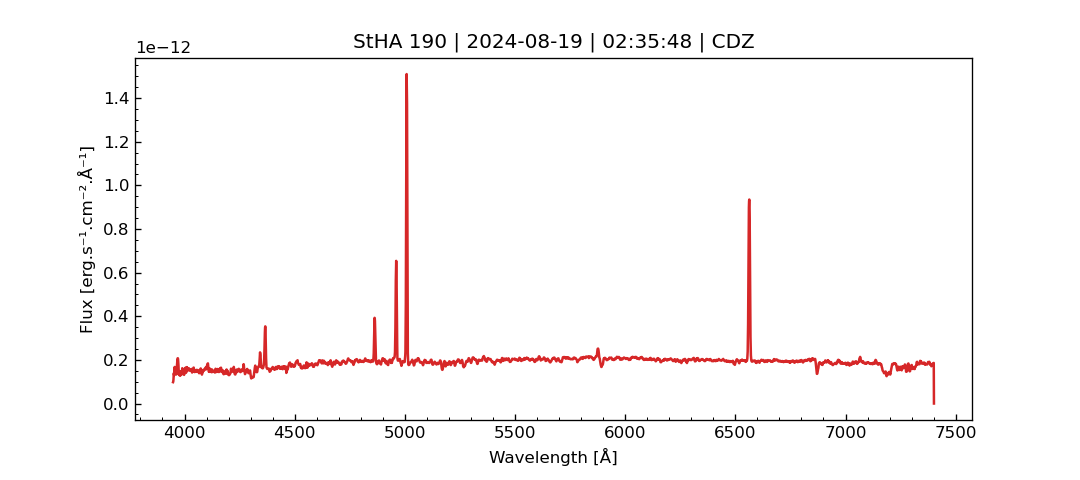 StHA 190 | 2024-08-19 | 02:35:48 | CDZ
1e−12
1.4
1.2
1.0
0.8
0.6
0.4
0.2
0.0
Flux [erg.s⁻¹.cm⁻².Å⁻¹]
4000 4500 5000 5500 6000 6500 7000 7500
Wavelength [Å]